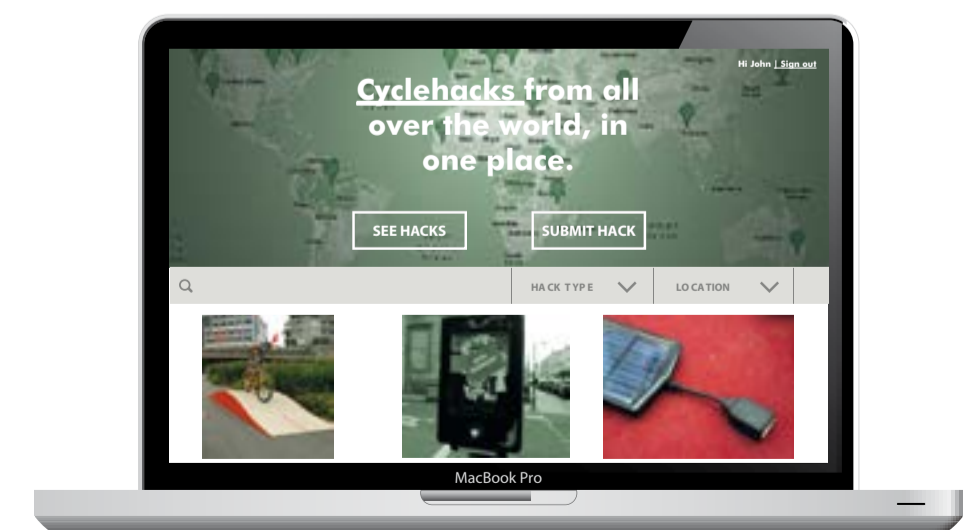 Hi John | Sign out
Cyclehacks from all
over the world, in
one place.
SEE HACKS
SUBMIT HACK
HACK TYPE
LOCATION
MacBook Pro